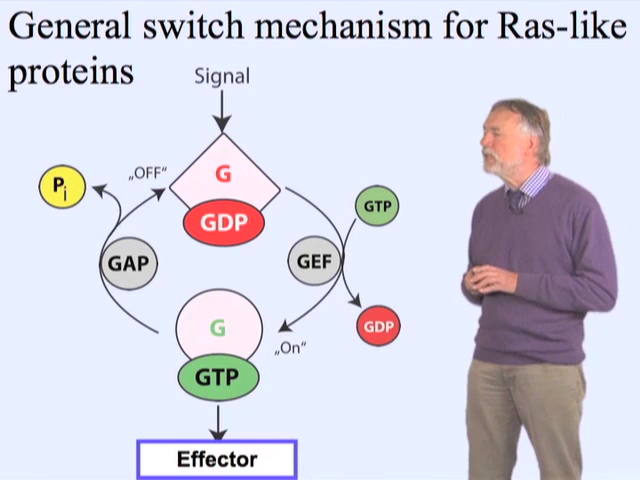 General switch mechanism for Ras-like
proteins
Signal
„OFF“
G
GDP
Pi
GTP
GAP
GEF
G
GTP
„On“
GDP
Effector